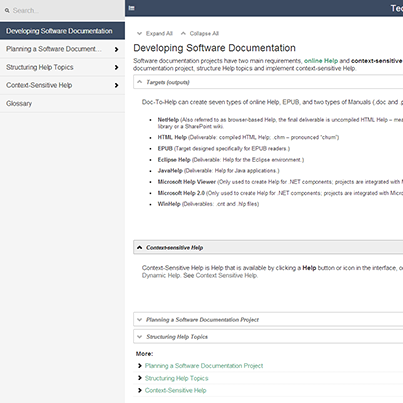 Search...
Developing Software Documentation
Planning a Software Document...
Structuring Help Topics
Context-Sensitive Help
Glossary
Tec
Expand All Collapse All
Developing Software Documentation
Software documentation projects have two main requirements, online Help and context-sensitive
documentation project, structure Help topics and implement context-sensitive Help.
Targets (outputs)
Doc-To-Help can create seven types of online Help, EPUB, and two types of Manuals (.doc and .p
NetHelp (Also referred to as browser-based Help, the final deliverable is uncompiled HTML Help – mea
library or a SharePoint wiki.
HTML Help (Deliverable: compiled HTML Help; .chm – pronounced "chum")
EPUB (Target designed specifically for EPUB readers.)
Eclipse Help (Deliverable: Help for the Eclipse environment.)
JavaHelp (Deliverable: Help for Java applications.)
Microsoft Help Viewer (Only used to create Help for .NET components; projects are integrated with M
Microsoft Help 2.0 (Only used to create Help for .NET components; projects are integrated with Micro
WinHelp (Deliverables: .cnt and .hlp files)
Context-sensitive Help
Context-Sensitive Help is Help that is available by clicking a Help button or icon in the interface, or
Dynamic Help. See Context Sensitive Help
Planning a Software Documentation Project
Structuring Help Topics
More:
Planning a Software Documentation Project
Structuring Help Topics
Context-Sensitive Help